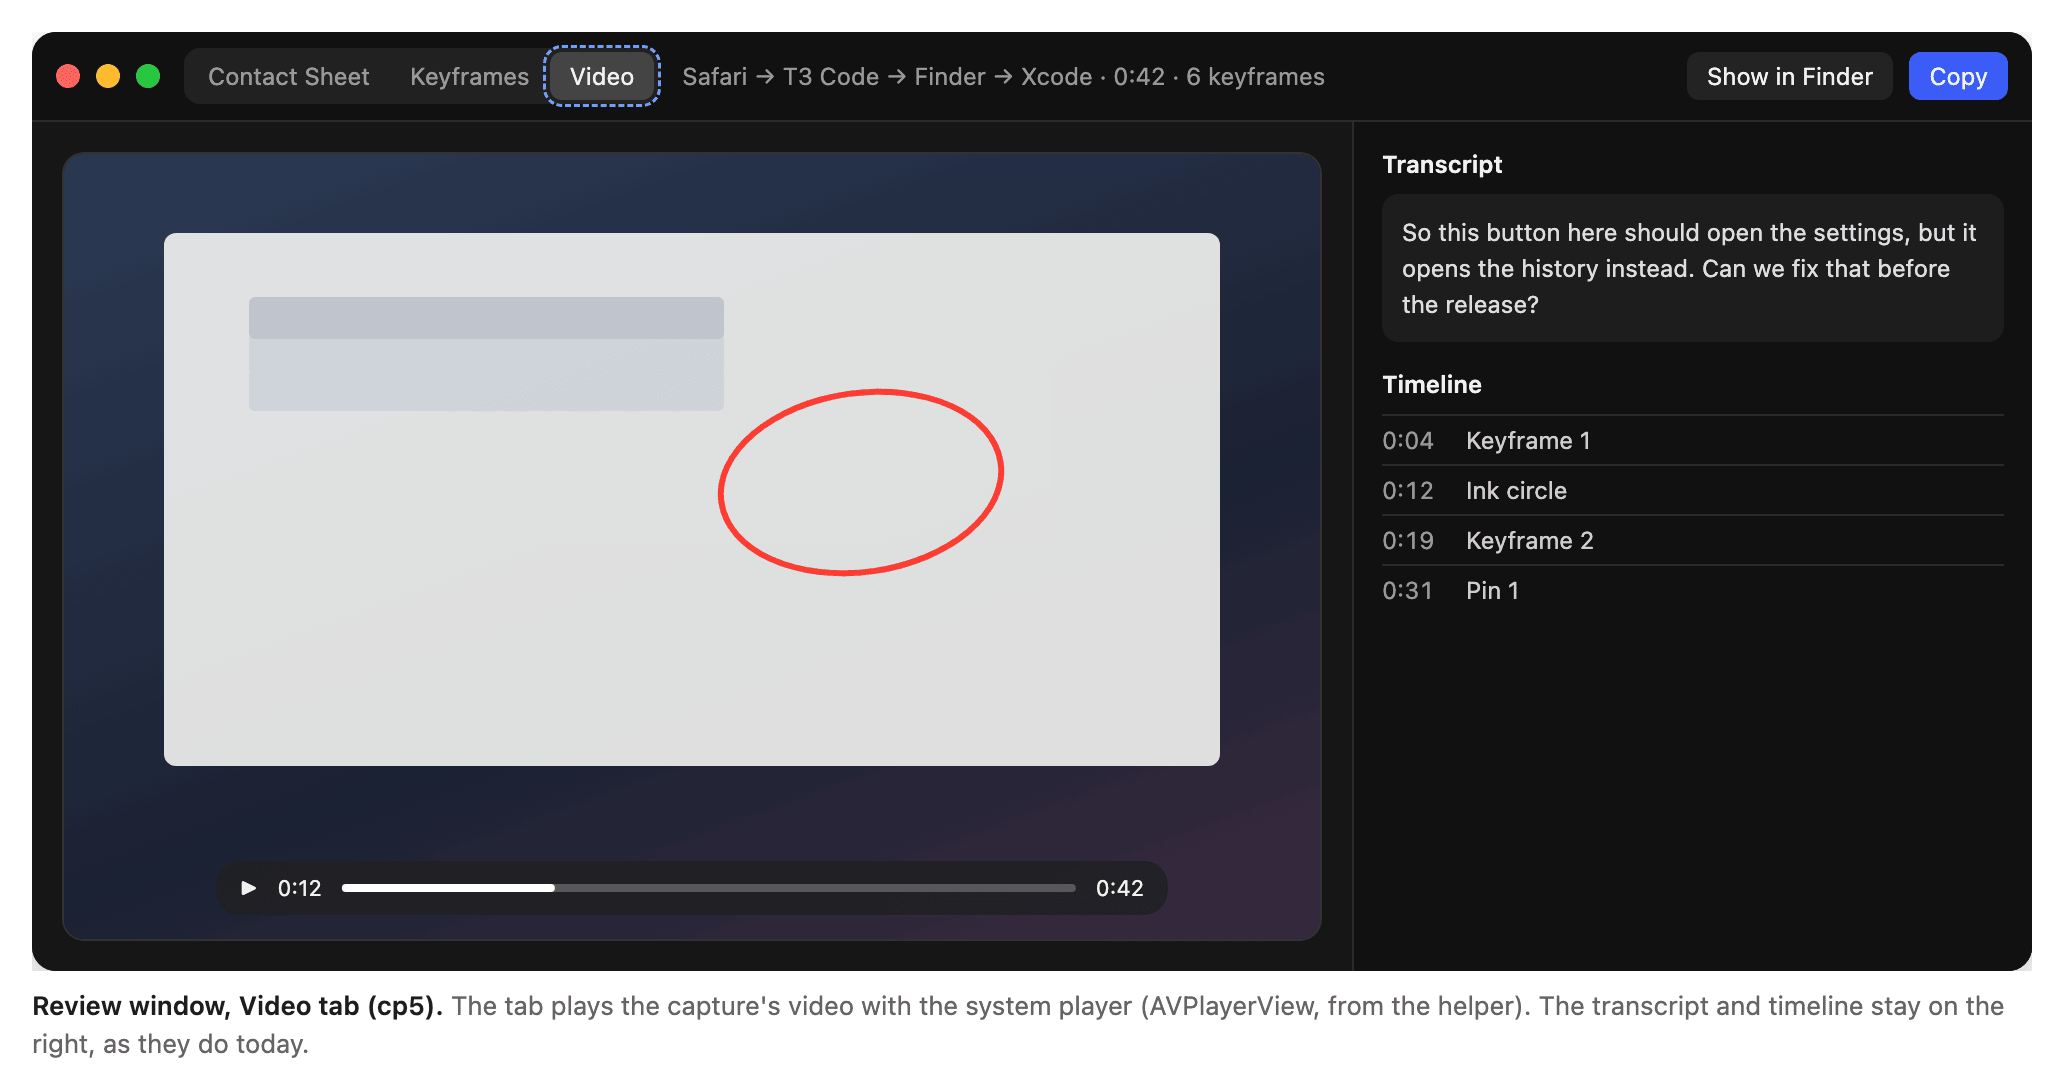 Contact Sheet Keyframes Video Safari → T3 Code → Finder → Xcode · 0:42 · 6 keyframes Show in Finder Copy
Transcript
So this button here should open the settings, but it
opens the history instead. Can we fix that before
the release?
Timeline
0:04 Keyframe 1
0:12 Ink circle
0:19 Keyframe 2
0:31 Pin 1
0:12 0:42
Review window, Video tab (cp5). The tab plays the capture's video with the system player (AVPlayerView, from the helper). The transcript and timeline stay on the
right, as they do today.